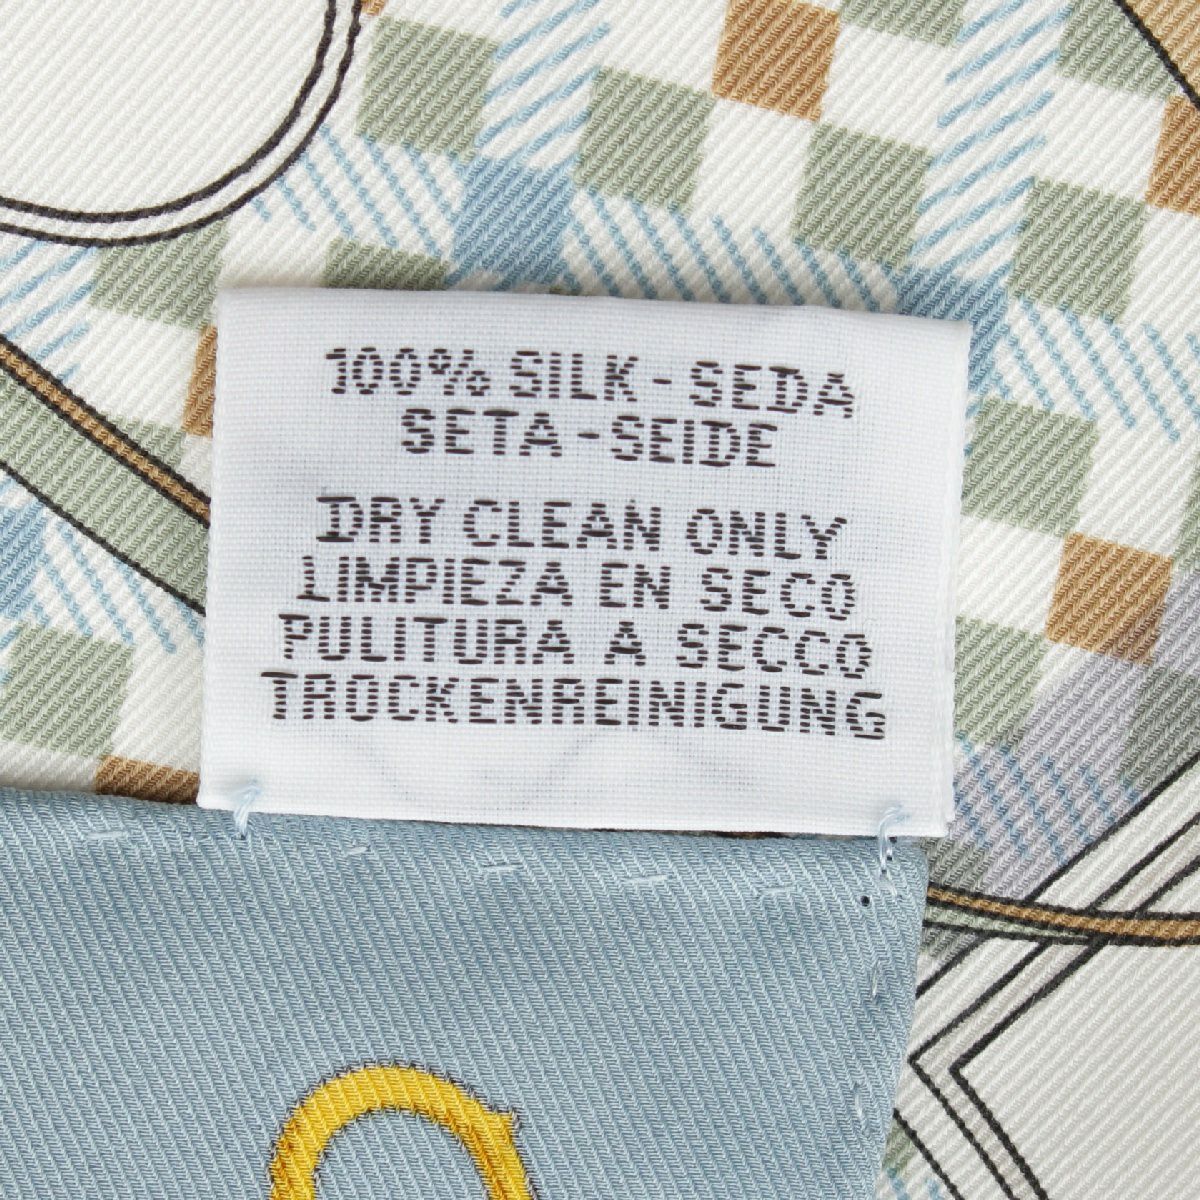 100% SILK - SEDA
SETA - SEIDE
DRY CLEAN ONLY
LIMPIEZA EN SECO
PULITURA A SECCO
TROCKENREINIGUNG